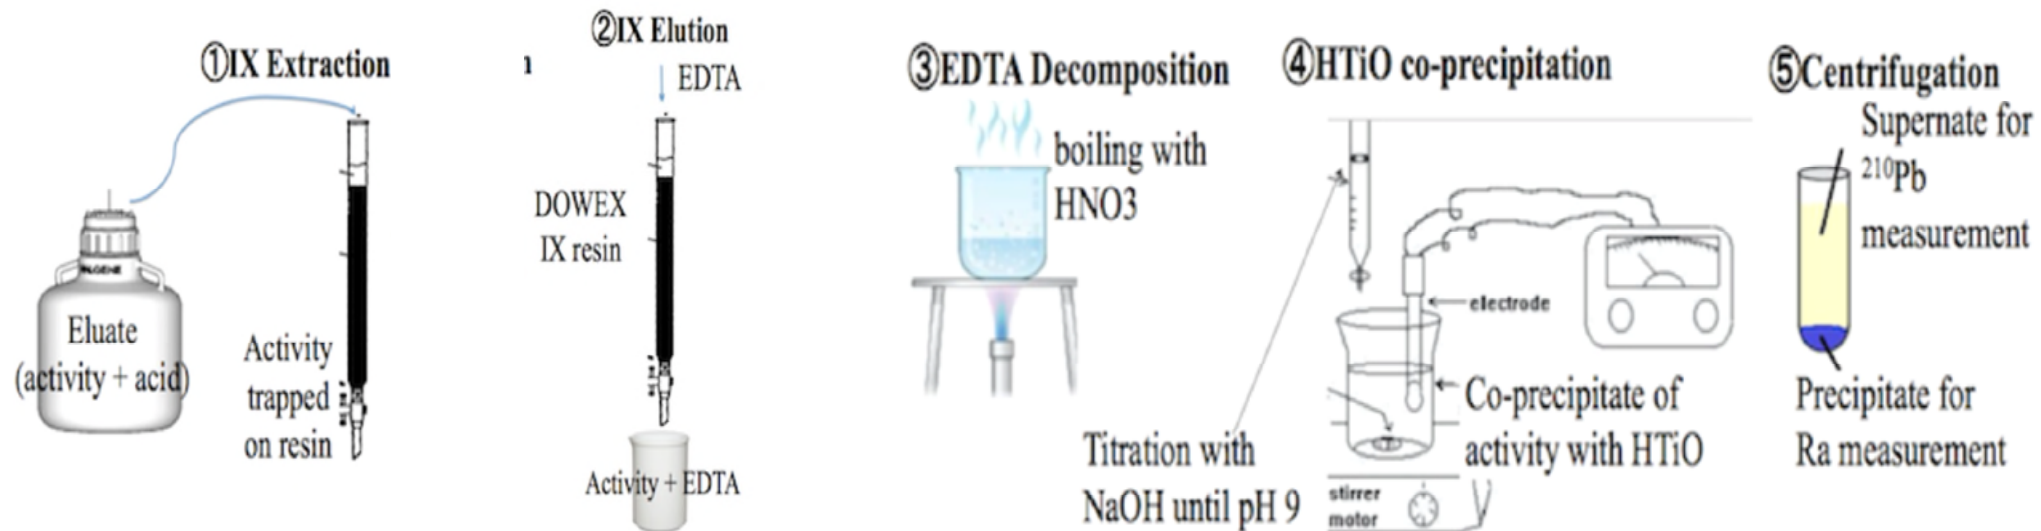 ①IX Extraction
NALGENE
Eluate
(activity + acid)
Activity
trapped
on resin
②IX Elution
EDTA
DOWEX
IX resin
Activity + EDTA
③EDTA Decomposition
boiling with
HNO3
④HTiO co-precipitation
electrode
Co-precipitate of
activity with HTiO
Titration with
NaOH until pH 9
stirrer
motor
⑤Centrifugation
Supernate for
²¹⁰Pb
measurement
Precipitate for
Ra measurement